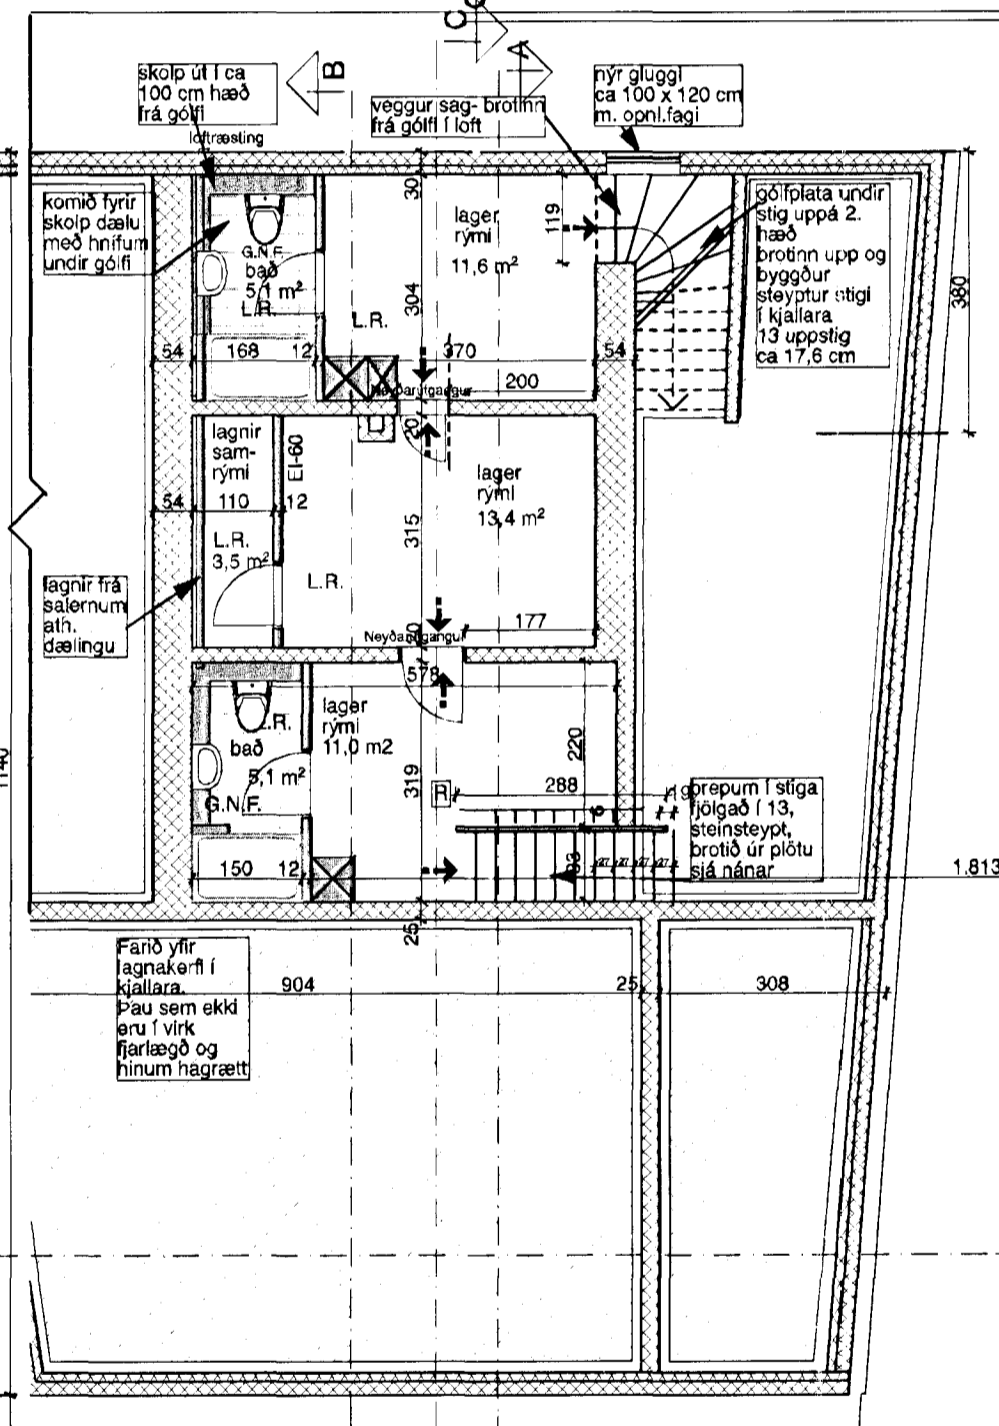 C
B
A
skolp út í ca
100 cm hæð
frá gólfi
loftræsting
veggur sag- brotinn
frá gólfi í loft
nýr gluggi
ca 100 x 120 cm
m. opnl.fagi
komið fyrir
skolp dælu
með hnífum
undir gólfi
G.N.F.
bað
5,1 m²
L.R.
30
lager
rými
11,6 m²
119
304
L.R.
gólfplata undir
stig uppá 2.
hæð
brotinn upp og
byggður
steyptur stigi
í kjallara
13 uppstig
ca 17,6 cm
380
54
168
12
370
54
200
Neyðarútgangur
20
lagnir
sam-
rými
EI-60
lager
rými
13,4 m²
54
110
12
315
L.R.
3,5 m²
L.R.
lagnir frá
salernum
ath.
dælingu
177
Neyðarútgangur
578
L.R.
bað
5,1 m²
G.N.F.
lager
rými
11,0 m2
319
220
R
288
þrepum í stiga
fjölgað í 13,
steinsteypt,
brotið úr plötu
sjá nánar
27 27 27 27
150
12
1.813
1140
25
Farið yfir
lagnakerfi í
kjallara.
Þau sem ekki
eru í virk
fjarlægð og
hinum hagrætt
904
25
308